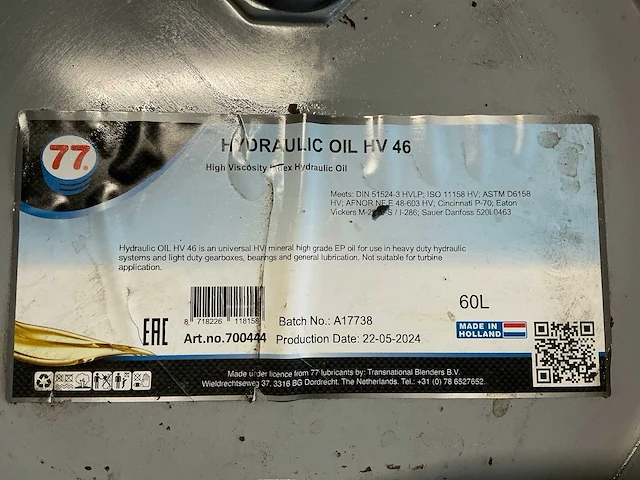 77
HYDRAULIC OIL HV 46
High Viscosity Index Hydraulic Oil
Meets: DIN 51524-3 HVLP; ISO 11158 HV; ASTM D6158
HV; AFNOR NF E 48-603 HV; Cincinnati P-70; Eaton
Vickers / I-286; Sauer Danfoss 520L0463
Hydraulic OIL HV 46 is an universal HVI mineral high grade EP oil for use in heavy duty hydraulic
systems and light duty gearboxes, bearings and general lubrication. Not suitable for turbine
application.
60L
8 718226 118158
Batch No.: A17738
EAC
Art.no.700444 Production Date: 22-05-2024
MADE IN
HOLLAND
Made under licence from 77 lubricants by: Transnational Blenders B.V.
Wieldrechtseweg 37, 3316 BG Dordrecht. The Netherlands. Tel.: +31 (0) 78 6527652